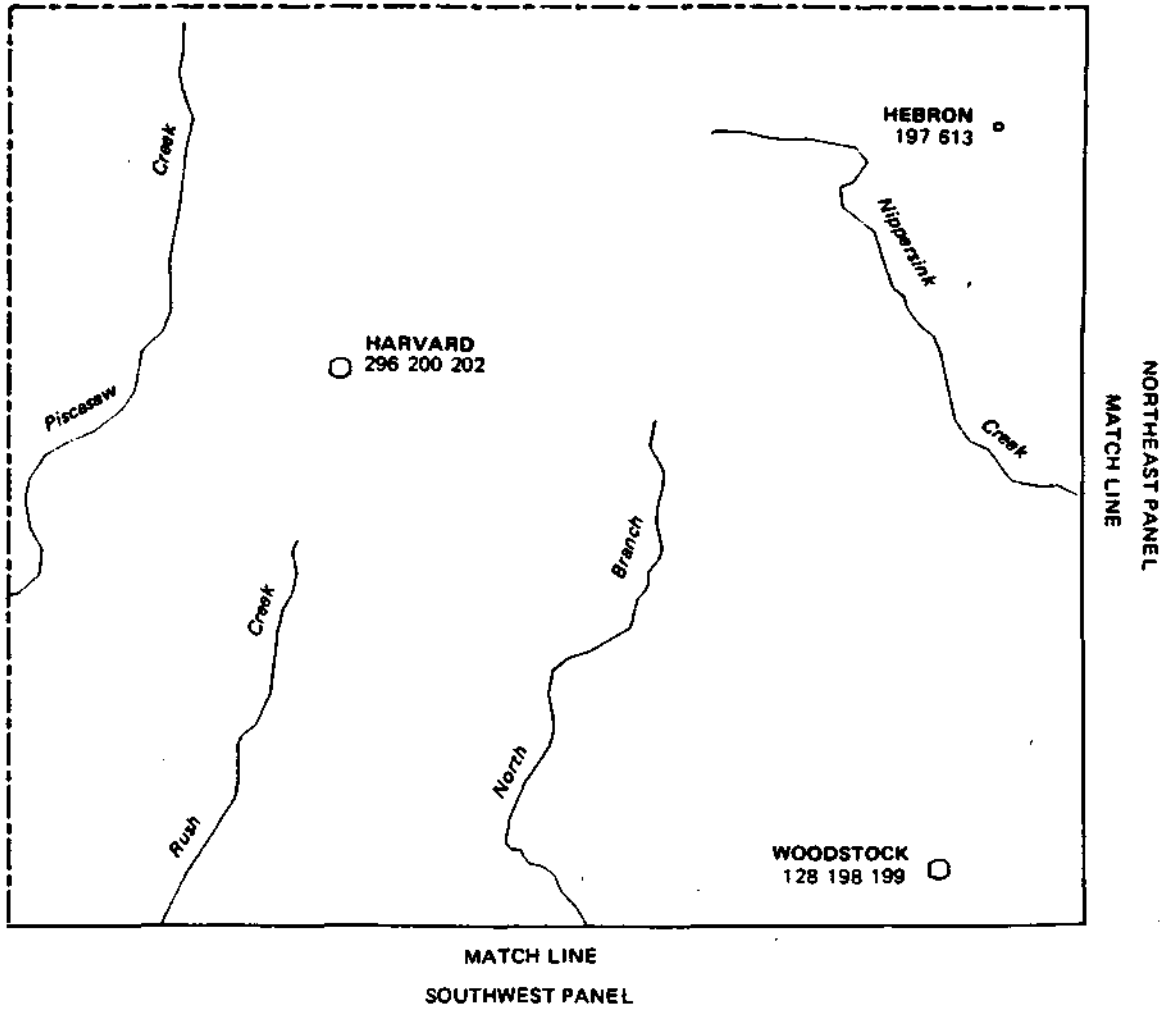 HEBRON
197 613
Creek
Nippersink
HARVARD
296 200 202
Piscasaw
Creek
NORTHEAST PANEL
MATCH LINE
Branch
Creek
North
Rush
WOODSTOCK
128 198 199
MATCH LINE
SOUTHWEST PANEL